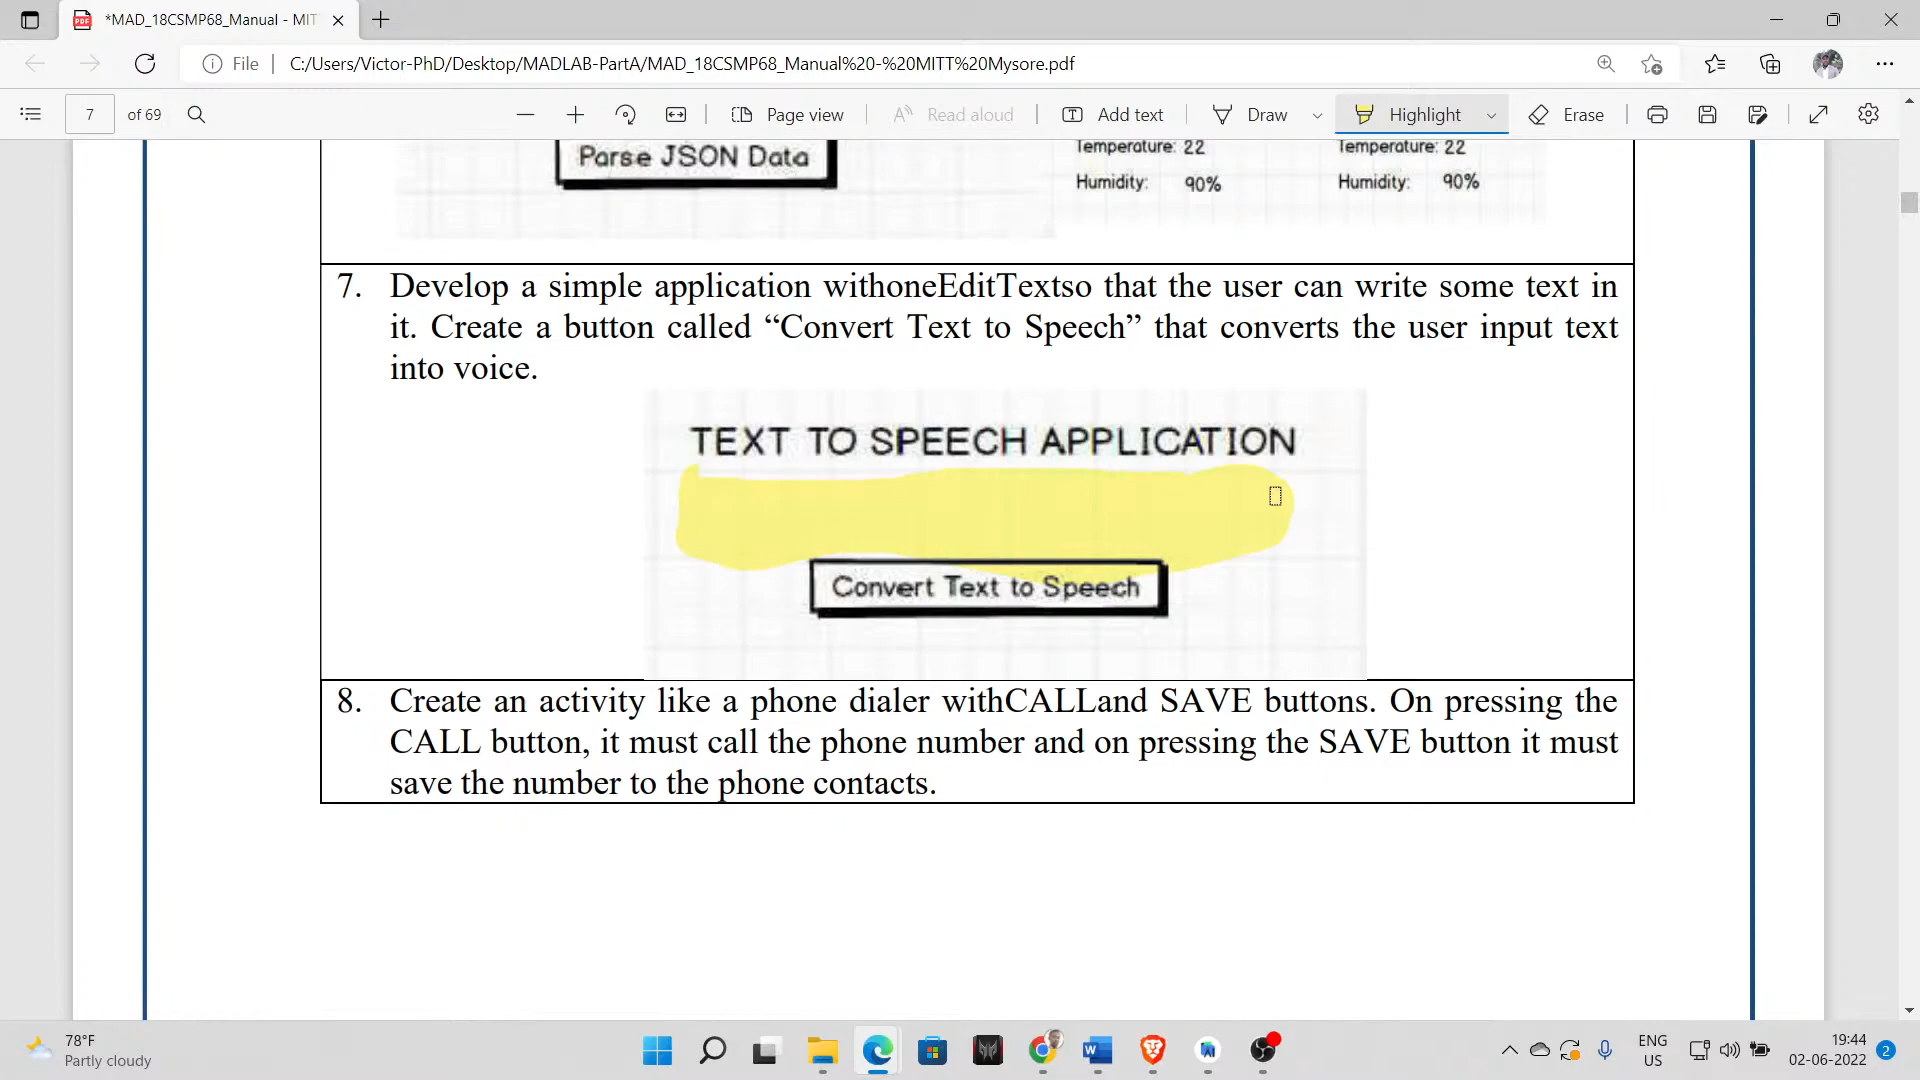 *MAD_18CSMP68_Manual - MIT
File
C:/Users/Victor-PhD/Desktop/MADLAB-PartA/MAD_18CSMP68_Manual%20-%20MITT%20Mysore.pdf
7 of 69
Page view
Read aloud
Add text
Draw
Highlight
Erase
Parse JSON Data
Temperature: 22 Temperature: 22
Humidity: 90% Humidity: 90%
7. Develop a simple application withoneEditTextso that the user can write some text in
it. Create a button called “Convert Text to Speech” that converts the user input text
into voice.
TEXT TO SPEECH APPLICATION
Convert Text to Speech
8. Create an activity like a phone dialer withCALLand SAVE buttons. On pressing the
CALL button, it must call the phone number and on pressing the SAVE button it must
save the number to the phone contacts.
78°F
Partly cloudy
ENG
US
19:44
02-06-2022
2